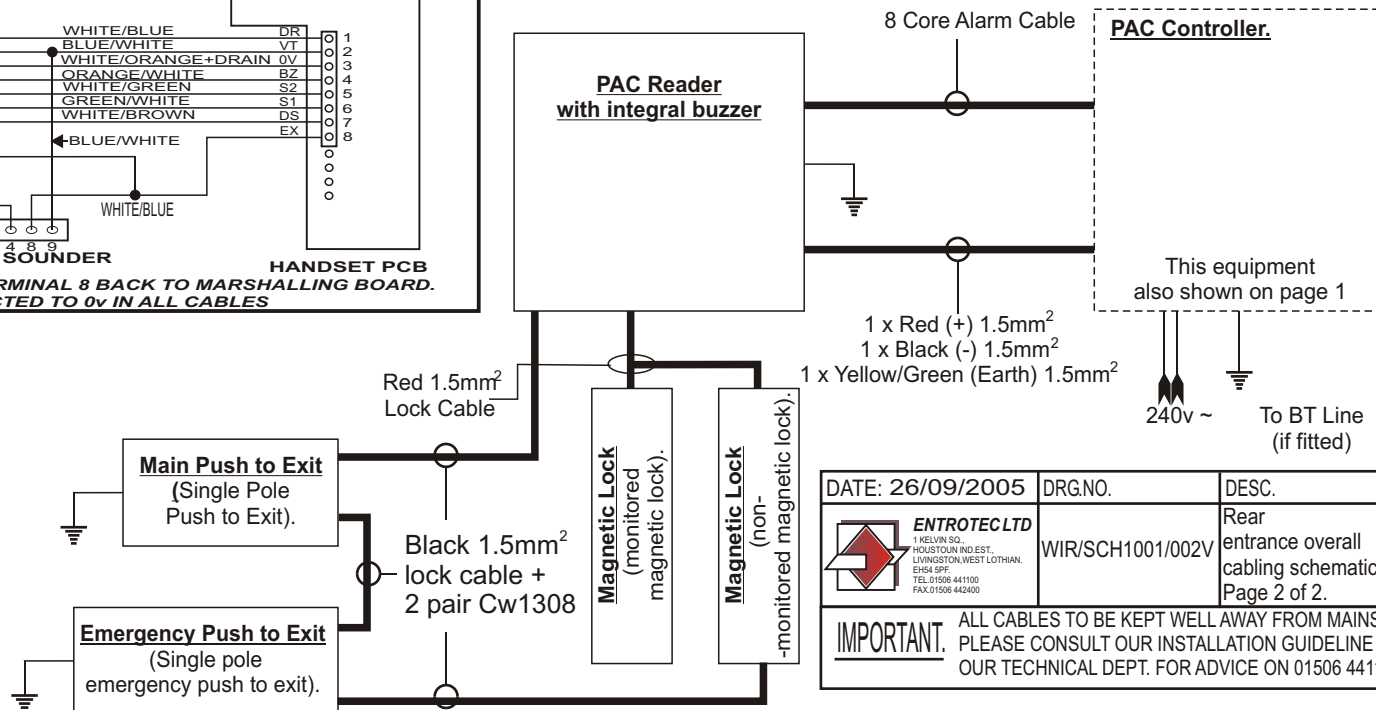 WHITE/BLUE DR 1
BLUE/WHITE VT 2
WHITE/ORANGE+DRAIN 0V 3
ORANGE/WHITE BZ 4
WHITE/GREEN S2 5
GREEN/WHITE S1 6
WHITE/BROWN DS 7
EX 8
BLUE/WHITE
WHITE/BLUE
4 8 9
SOUNDER
HANDSET PCB
RMINAL 8 BACK TO MARSHALLING BOARD.
CTED TO 0v IN ALL CABLES
PAC Reader
with integral buzzer
8 Core Alarm Cable
PAC Controller.
This equipment
also shown on page 1
1 x Red (+) 1.5mm²
1 x Black (-) 1.5mm²
1 x Yellow/Green (Earth) 1.5mm²
240v ~
To BT Line
(if fitted)
Red 1.5mm²
Lock Cable
Main Push to Exit
(Single Pole
Push to Exit).
Black 1.5mm²
lock cable +
2 pair Cw1308
Emergency Push to Exit
(Single pole
emergency push to exit).
Magnetic Lock
(monitored
magnetic lock).
Magnetic Lock
(non-
-monitored magnetic lock).
DATE: 26/09/2005
DRG.NO.
DESC.
ENTROTEC LTD
1 KELVIN SQ.,
HOUSTOUN IND.EST.,
LIVINGSTON,WEST LOTHIAN.
EH54 5PF.
TEL.01506 441100
FAX.01506 442400
WIR/SCH1001/002V
Rear
entrance overall
cabling schematic
Page 2 of 2.
IMPORTANT.
ALL CABLES TO BE KEPT WELL AWAY FROM MAINS
PLEASE CONSULT OUR INSTALLATION GUIDELINE
OUR TECHNICAL DEPT. FOR ADVICE ON 01506 441